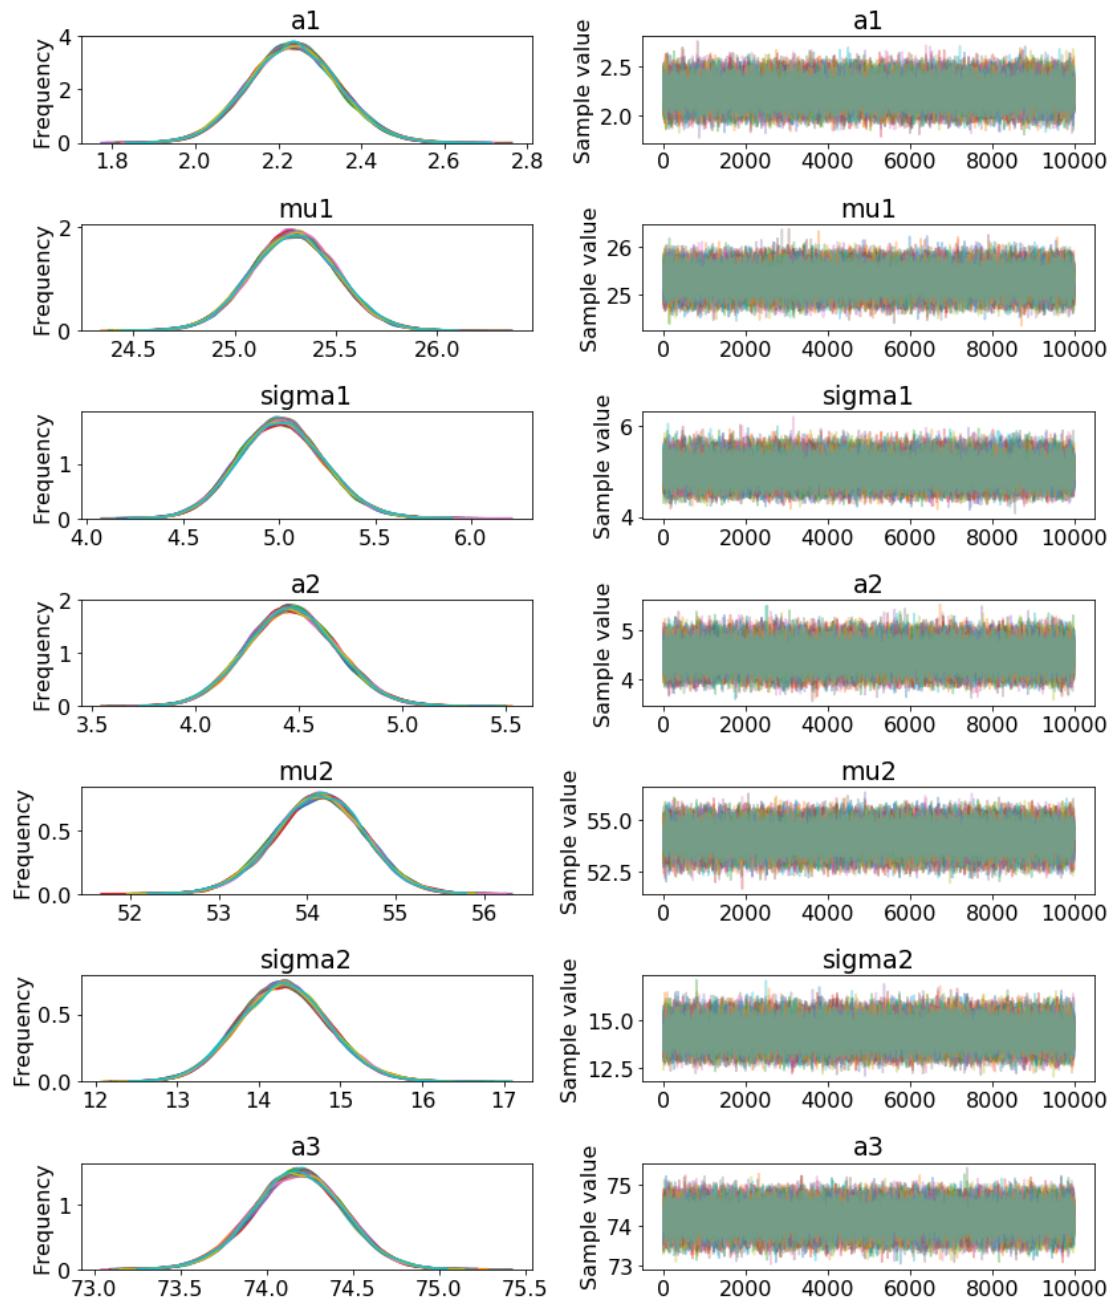 a1 a1
4
2
0
Frequency
1.8 2.0 2.2 2.4 2.6 2.8
2.5
2.0
Sample value
0 2000 4000 6000 8000 10000
mu1 mu1
2
1
0
Frequency
24.5 25.0 25.5 26.0
26
25
Sample value
0 2000 4000 6000 8000 10000
sigma1 sigma1
1
0
Frequency
4.0 4.5 5.0 5.5 6.0
6
4
Sample value
0 2000 4000 6000 8000 10000
a2 a2
2
1
0
Frequency
3.5 4.0 4.5 5.0 5.5
5
4
Sample value
0 2000 4000 6000 8000 10000
mu2 mu2
0.5
0.0
Frequency
52 53 54 55 56
55.0
52.5
Sample value
0 2000 4000 6000 8000 10000
sigma2 sigma2
0.5
0.0
Frequency
12 13 14 15 16 17
15.0
12.5
Sample value
0 2000 4000 6000 8000 10000
a3 a3
1
0
Frequency
73.0 73.5 74.0 74.5 75.0 75.5
75
74
73
Sample value
0 2000 4000 6000 8000 10000